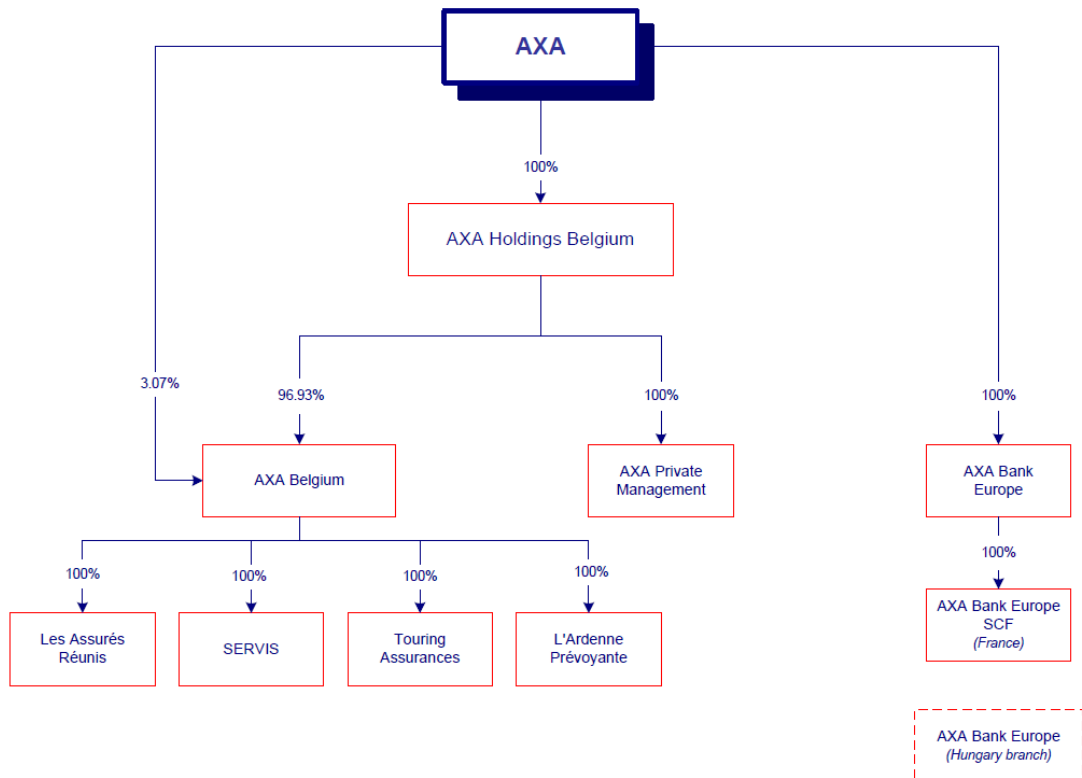 AXA
100%
AXA Holdings Belgium
3.07%
96.93%
100%
100%
AXA Belgium
AXA Private
Management
AXA Bank
Europe
100%
100%
100%
100%
100%
Les Assurés
Réunis
SERVIS
Touring
Assurances
L'Ardenne
Prévoyante
AXA Bank Europe
SCF
(France)
AXA Bank Europe
(Hungary branch)